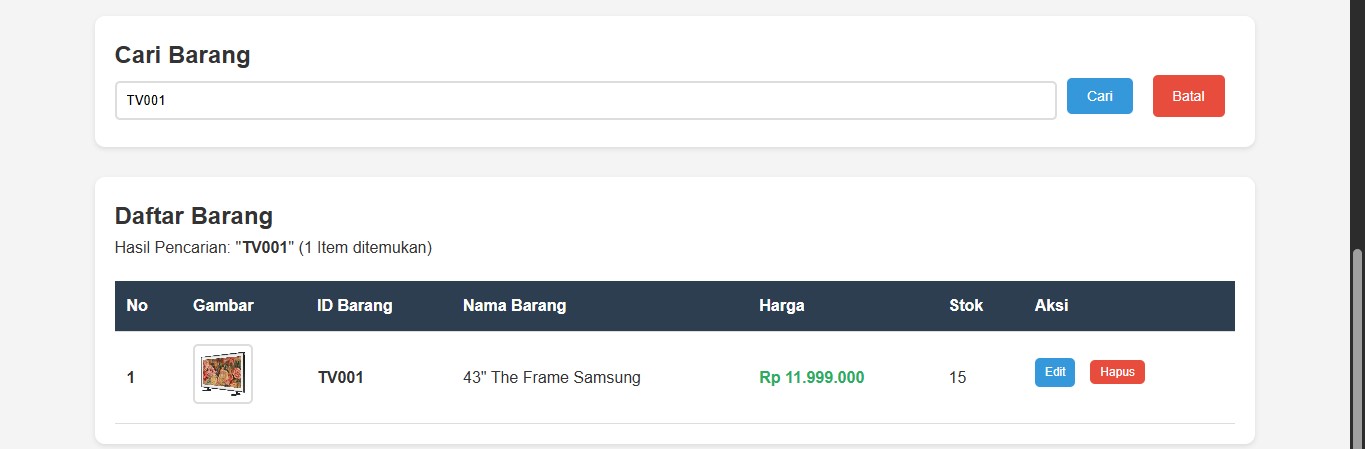 Cari Barang
TV001
Cari
Batal
Daftar Barang
Hasil Pencarian: "TV001" (1 Item ditemukan)
No Gambar ID Barang Nama Barang Harga Stok Aksi
1 TV001 43" The Frame Samsung Rp 11.999.000 15 Edit Hapus